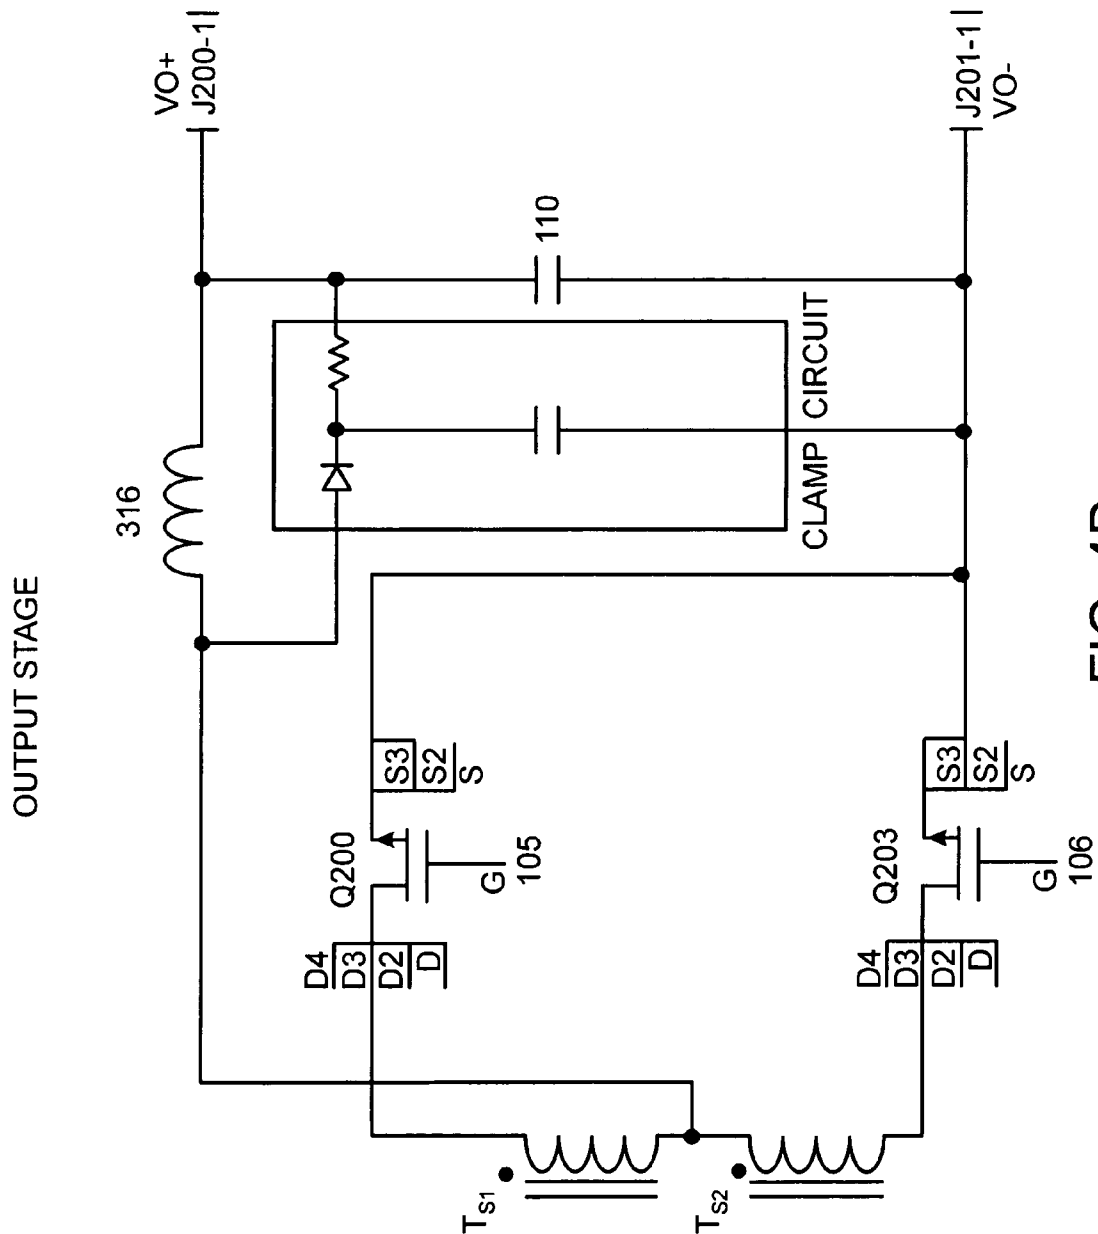 OUTPUT STAGE
VO+
J200-1
316
110
CLAMP CIRCUIT
J201-1
VO-
Q200
D4
D3
D2
D
S3
S2
S
G
105
Q203
D4
D3
D2
D
S3
S2
S
G
106
TS1
TS2